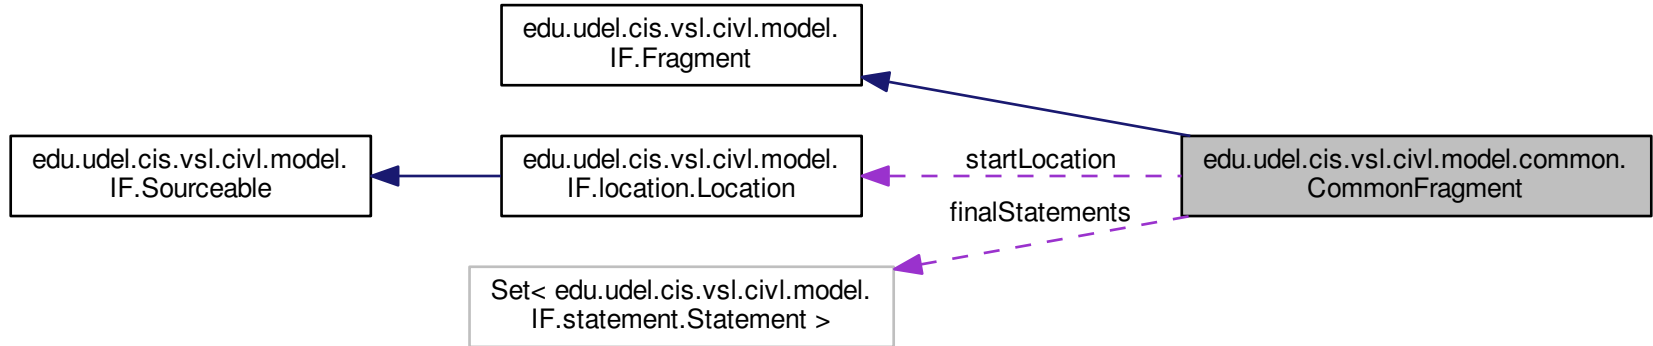 edu.udel.cis.vsl.civl.model.
IF.Fragment
edu.udel.cis.vsl.civl.model.
IF.Sourceable
edu.udel.cis.vsl.civl.model.
IF.location.Location
startLocation
edu.udel.cis.vsl.civl.model.common.
CommonFragment
finalStatements
Set< edu.udel.cis.vsl.civl.model.
IF.statement.Statement >